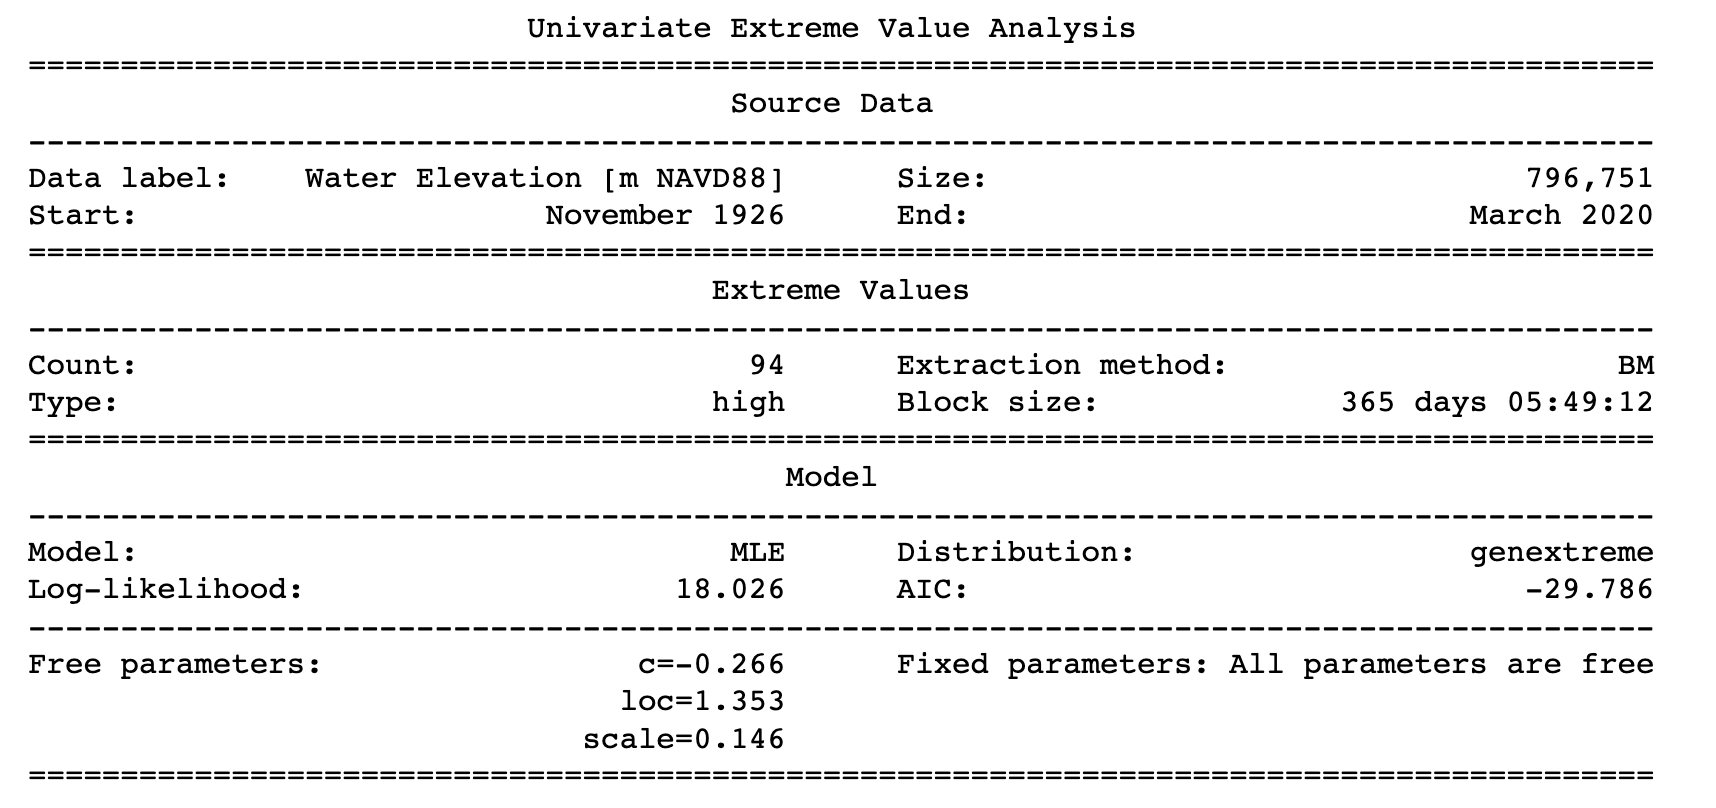 Univariate Extreme Value Analysis
========================================================================================
Source Data
----------------------------------------------------------------------------------------
Data label: Water Elevation [m NAVD88] Size: 796,751
Start: November 1926 End: March 2020
========================================================================================
Extreme Values
----------------------------------------------------------------------------------------
Count: 94 Extraction method: BM
Type: high Block size: 365 days 05:49:12
========================================================================================
Model
----------------------------------------------------------------------------------------
Model: MLE Distribution: genextreme
Log-likelihood: 18.026 AIC: -29.786
----------------------------------------------------------------------------------------
Free parameters: c=-0.266 Fixed parameters: All parameters are free
loc=1.353
scale=0.146
========================================================================================